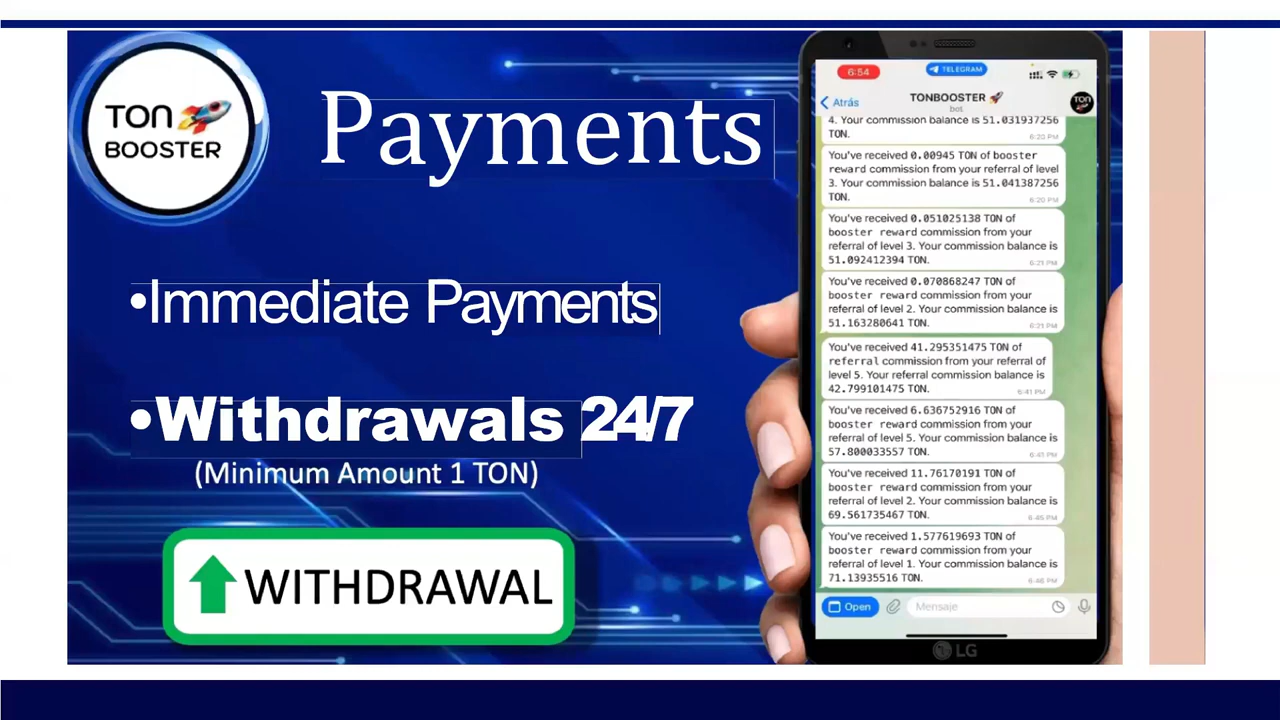 TON
BOOSTER
Payments
•Immediate Payments
•Withdrawals 24/7
(Minimum Amount 1 TON)
WITHDRAWAL
6:54
TELEGRAM
Atrás
TONBOOSTER
bot
TON
4. Your commission balance is 51.031937256
TON.
6:20 PM
You've received 0.00945 TON of booster
reward commission from your referral of level
3. Your commission balance is 51.041387256
TON.
6:20 PM
You've received 0.051025138 TON of
booster reward commission from your
referral of level 3. Your commission balance is
51.092412394 TON.
6:21 PM
You've received 0.070868247 TON of
booster reward commission from your
referral of level 2. Your commission balance is
51.163280641 TON.
6:21 PM
You've received 41.295351475 TON of
referral commission from your referral of
level 5. Your referral commission balance is
42.799101475 TON.
6:41 PM
You've received 6.636752916 TON of
booster reward commission from your
referral of level 5. Your commission balance is
57.800033557 TON.
6:41 PM
You've received 11.76170191 TON of
booster reward commission from your
referral of level 2. Your commission balance is
69.561735467 TON.
6:45 PM
You've received 1.577619693 TON of
booster reward commission from your
referral of level 1. Your commission balance is
71.13935516 TON.
6:46 PM
Open
Mensaje
LG